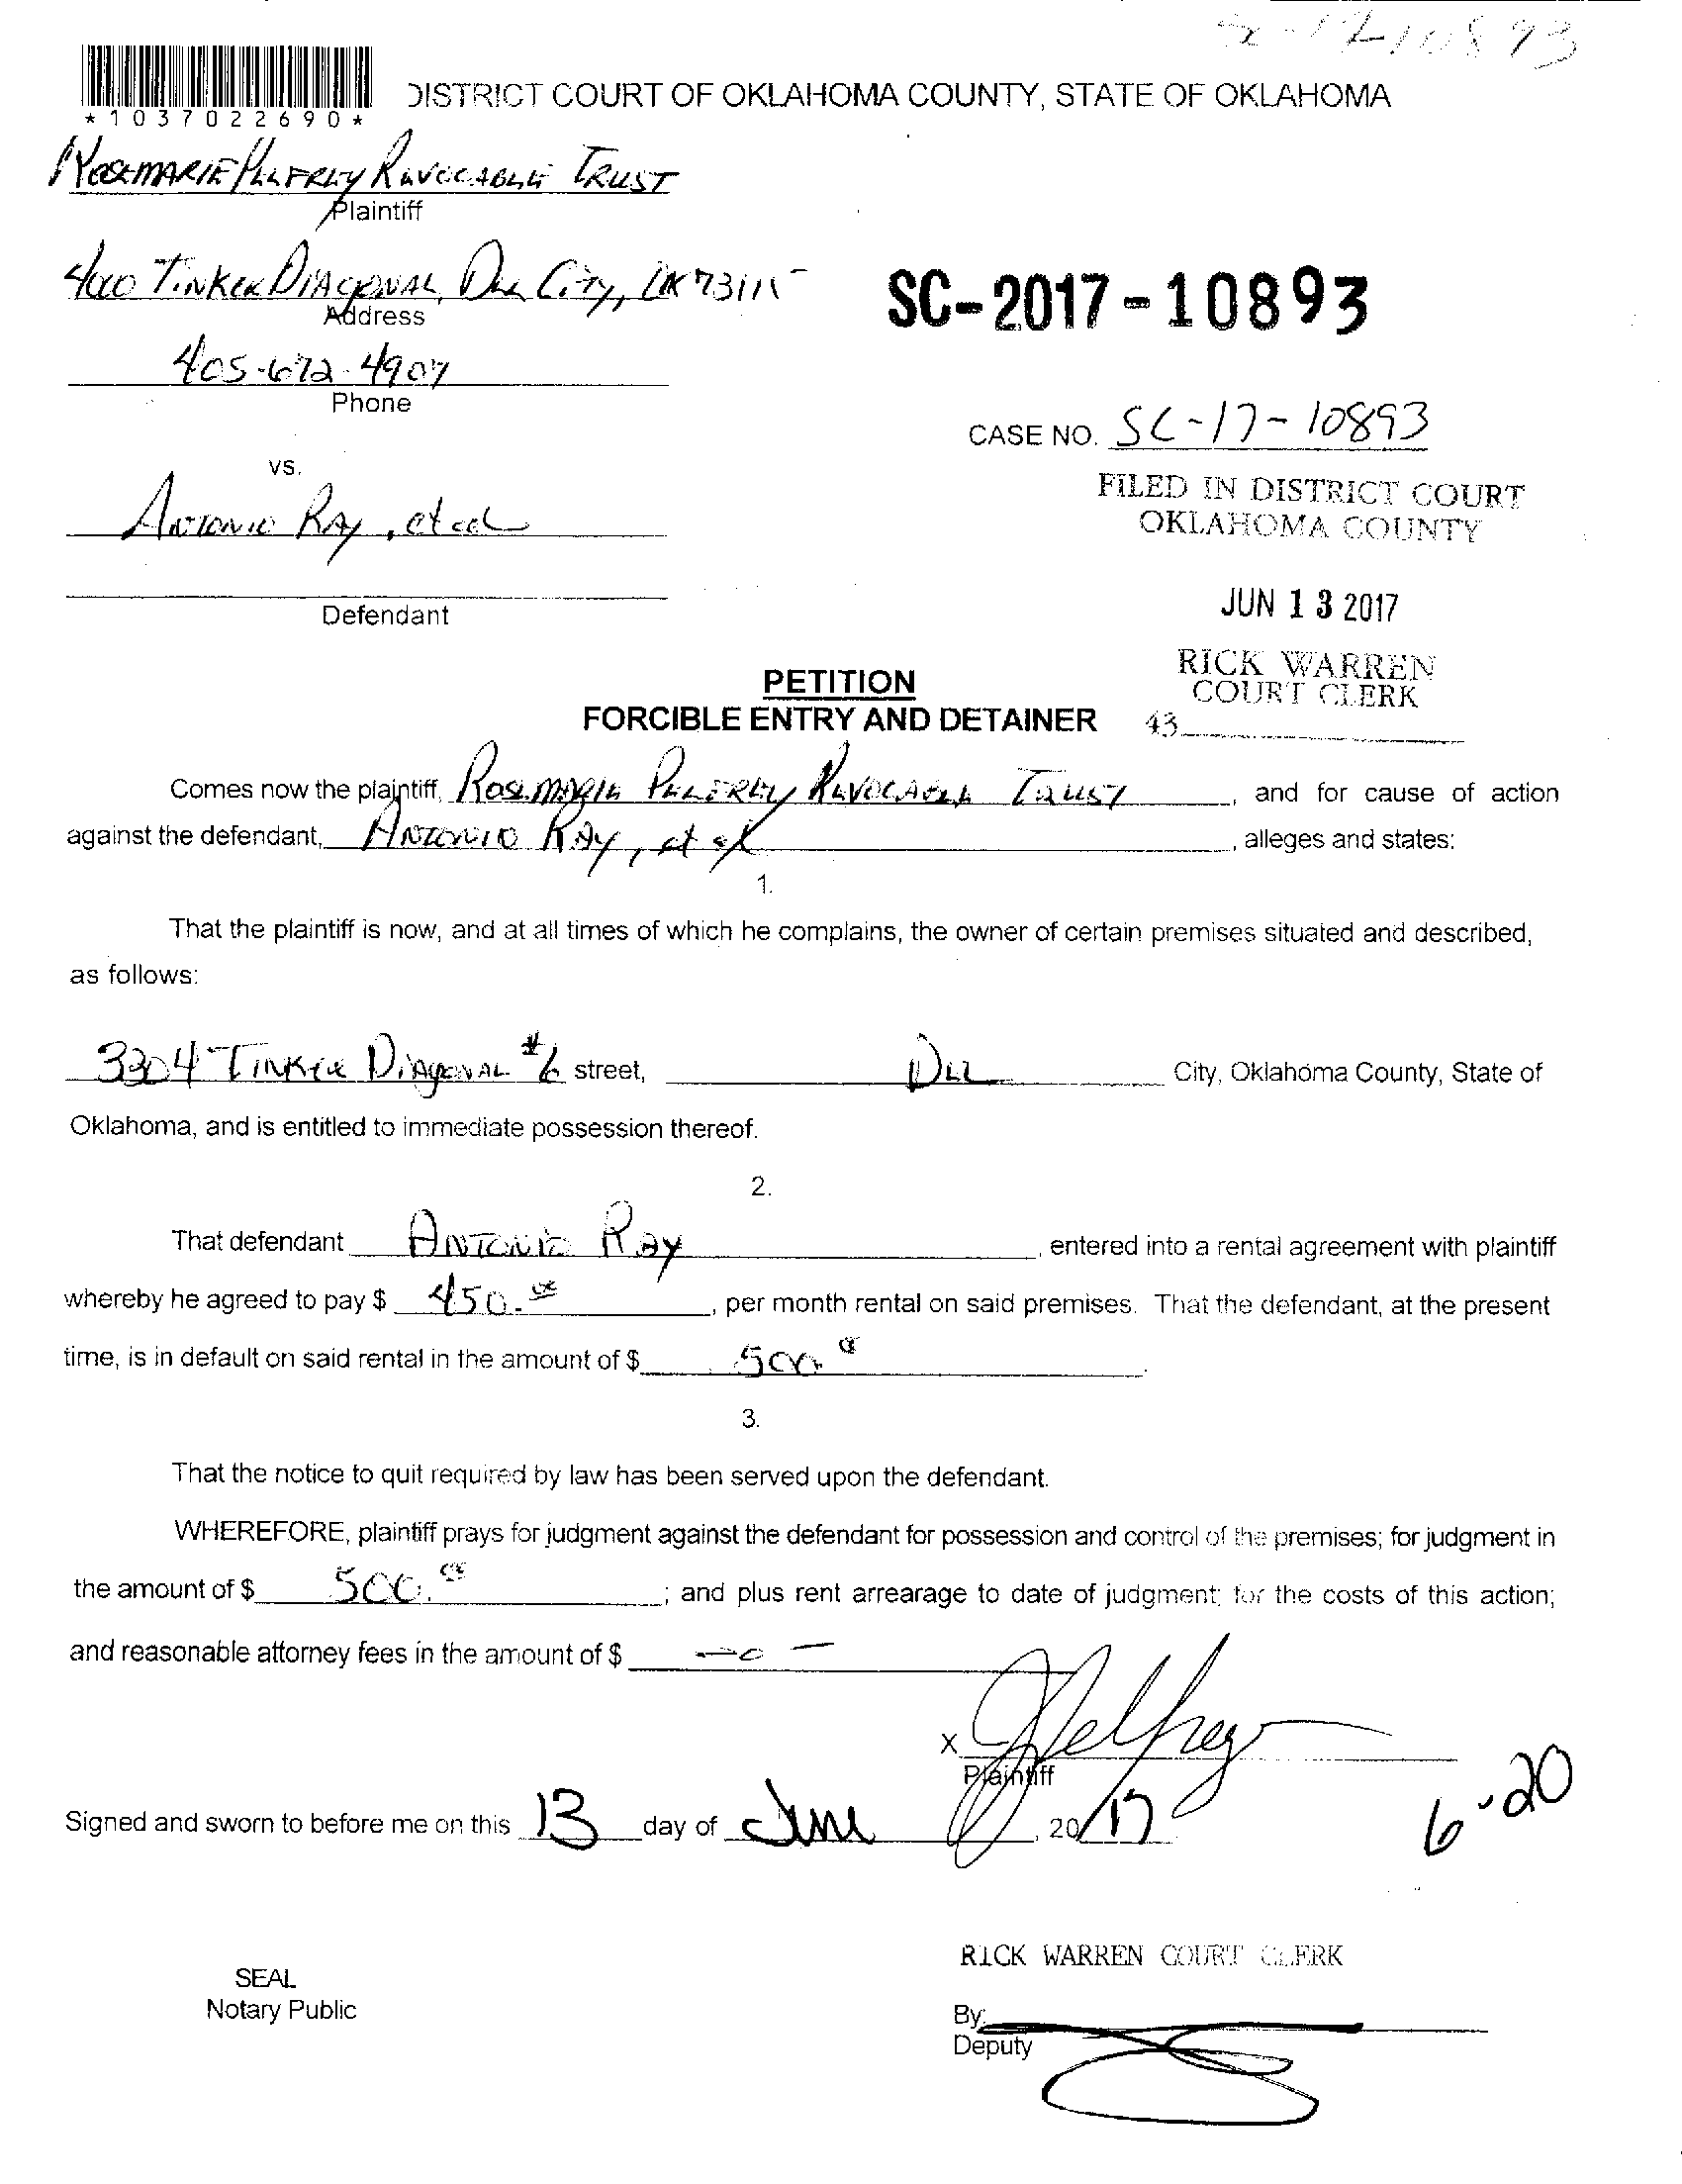 SC-1710893
*1037022690*
DISTRICT COURT OF OKLAHOMA COUNTY, STATE OF OKLAHOMA
ROSEMARIE PELFREY REVOCABLE TRUST
Plaintiff
4000 TINKER DIAGONAL, DEL CITY, OK 73115
Address
SC-2017-10893
405-672-4907
Phone
CASE NO. SC-17-10893
vs.
FILED IN DISTRICT COURT
OKLAHOMA COUNTY
ANTONIO RAY, et al
JUN 13 2017
Defendant
RICK WARREN
COURT CLERK
43
PETITION
FORCIBLE ENTRY AND DETAINER
Comes now the plaintiff, ROSEMARIE PELFREY REVOCABLE TRUST, and for cause of action
against the defendant, ANTONIO RAY, et al, alleges and states:
1.
That the plaintiff is now, and at all times of which he complains, the owner of certain premises situated and described,
as follows:
3304 TINKER DIAGONAL #6 street, DEL City, Oklahoma County, State of
Oklahoma, and is entitled to immediate possession thereof.
2.
That defendant ANTONIO RAY, entered into a rental agreement with plaintiff
whereby he agreed to pay $ 450.00, per month rental on said premises. That the defendant, at the present
time, is in default on said rental in the amount of $ 500.00.
3.
That the notice to quit required by law has been served upon the defendant.
WHEREFORE, plaintiff prays for judgment against the defendant for possession and control of the premises; for judgment in
the amount of $ 500.00; and plus rent arrearage to date of judgment; for the costs of this action;
and reasonable attorney fees in the amount of $ -0-
X JPelfrey
Plaintiff
Signed and sworn to before me on this 13 day of June, 2017
6-20
RICK WARREN COURT CLERK
SEAL
Notary Public
By:
Deputy